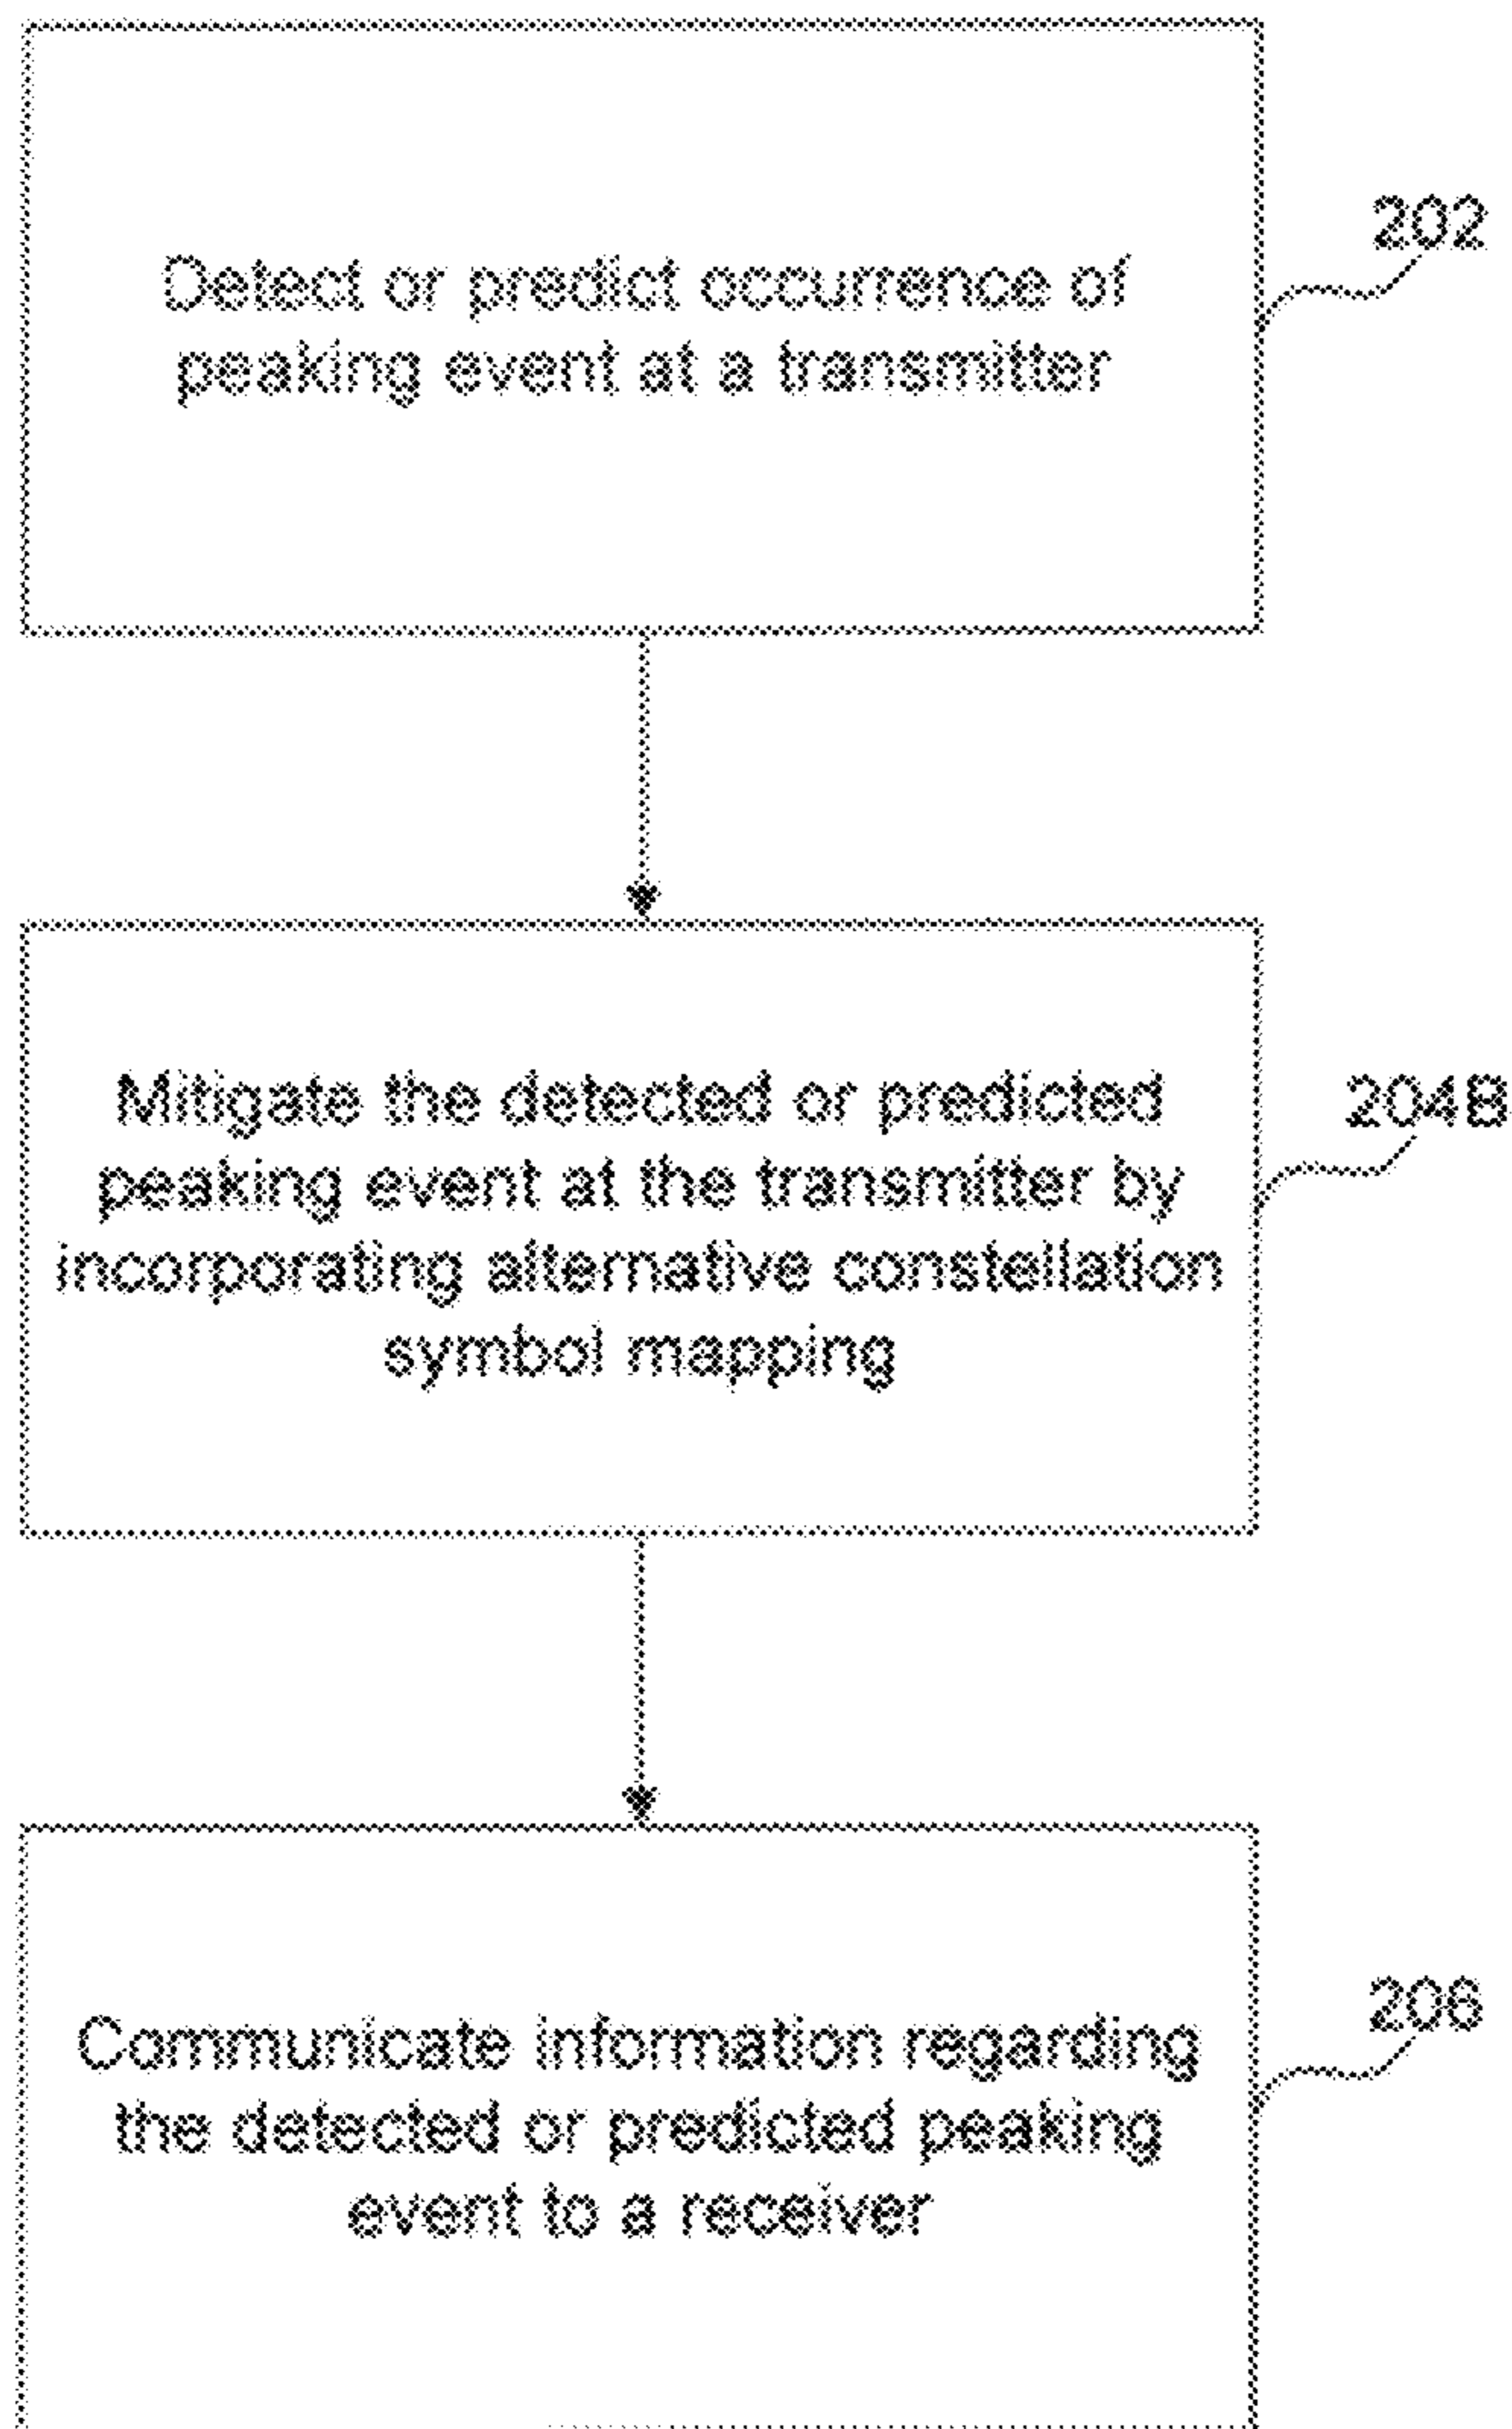 202
Detect or predict occurrence of
peaking event at a transmitter
204B
Mitigate the detected or predicted
peaking event at the transmitter by
incorporating alternative constellation
symbol mapping
206
Communicate information regarding
the detected or predicted peaking
event to a receiver